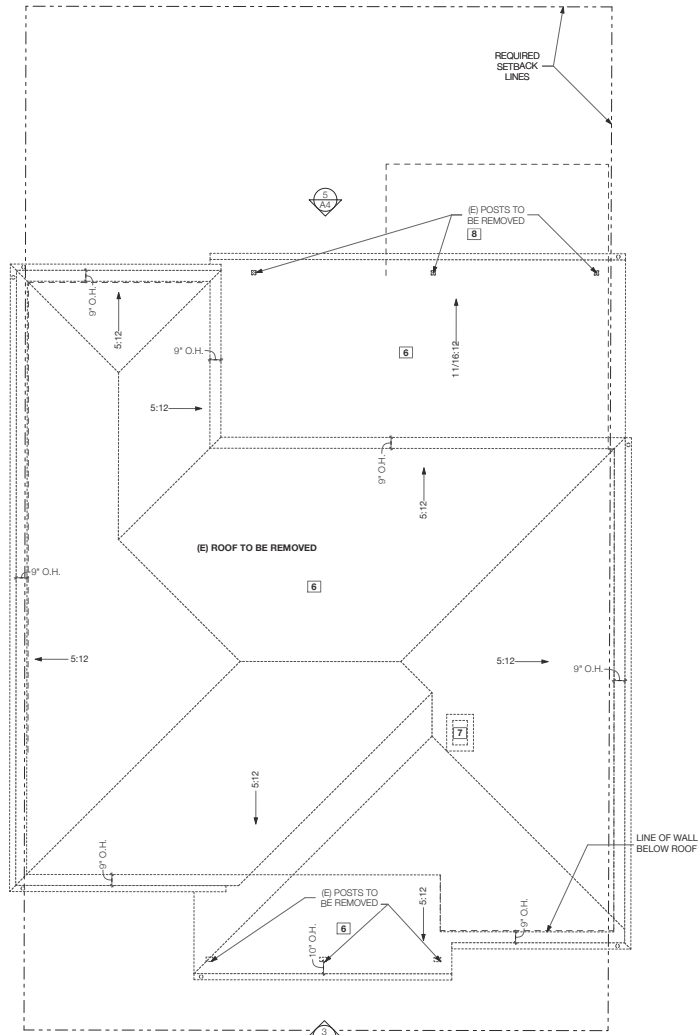 REQUIRED
SETBACK
LINES
5
A4
(E) POSTS TO
BE REMOVED
8
9" O.H.
5:12
9" O.H.
6
1 1/16:12
5:12
9" O.H.
5:12
(E) ROOF TO BE REMOVED
6
9" O.H.
5:12
5:12
9" O.H.
7
5:12
LINE OF WALL
BELOW ROOF
9" O.H.
(E) POSTS TO
BE REMOVED
5:12
6
10" O.H.
9" O.H.
3